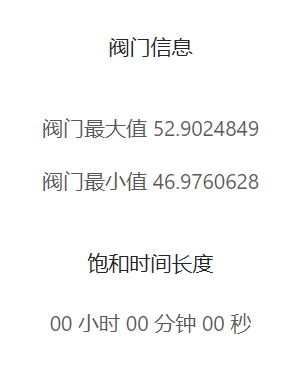 阀门信息
阀门最大值 52.9024849
阀门最小值 46.9760628
饱和时间长度
00 小时 00 分钟 00 秒